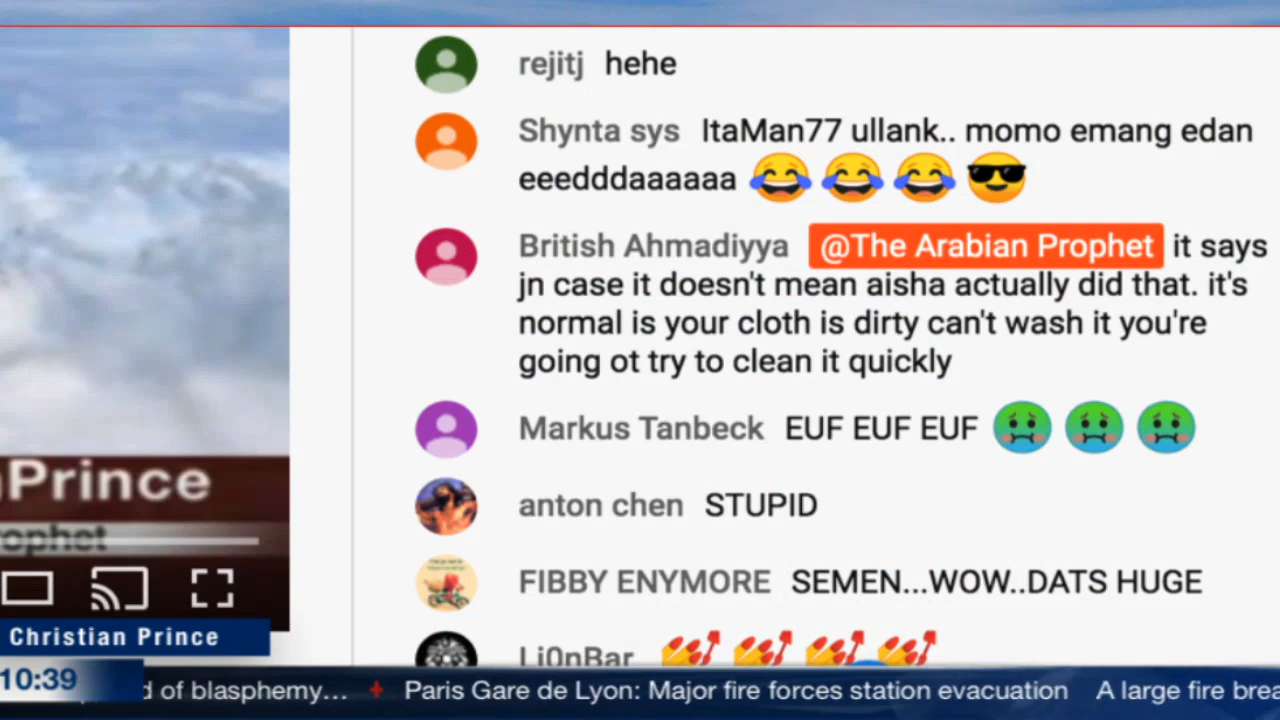 rejitj hehe
Shynta sys ItaMan77 ullank.. momo emang edan
eeedddaaaaaa 😂 😂 😂 😎
British Ahmadiyya @The Arabian Prophet it says
jn case it doesn't mean aisha actually did that. it's
normal is your cloth is dirty can't wash it you're
going ot try to clean it quickly
Markus Tanbeck EUF EUF EUF 🤢 🤢 🤢
anton chen STUPID
FIBBY ENYMORE SEMEN...WOW..DATS HUGE
Li0nBar 💅 💅 💅 💅
Prince
ophet
Christian Prince
10:39
d of blasphemy... + Paris Gare de Lyon: Major fire forces station evacuation A large fire brea